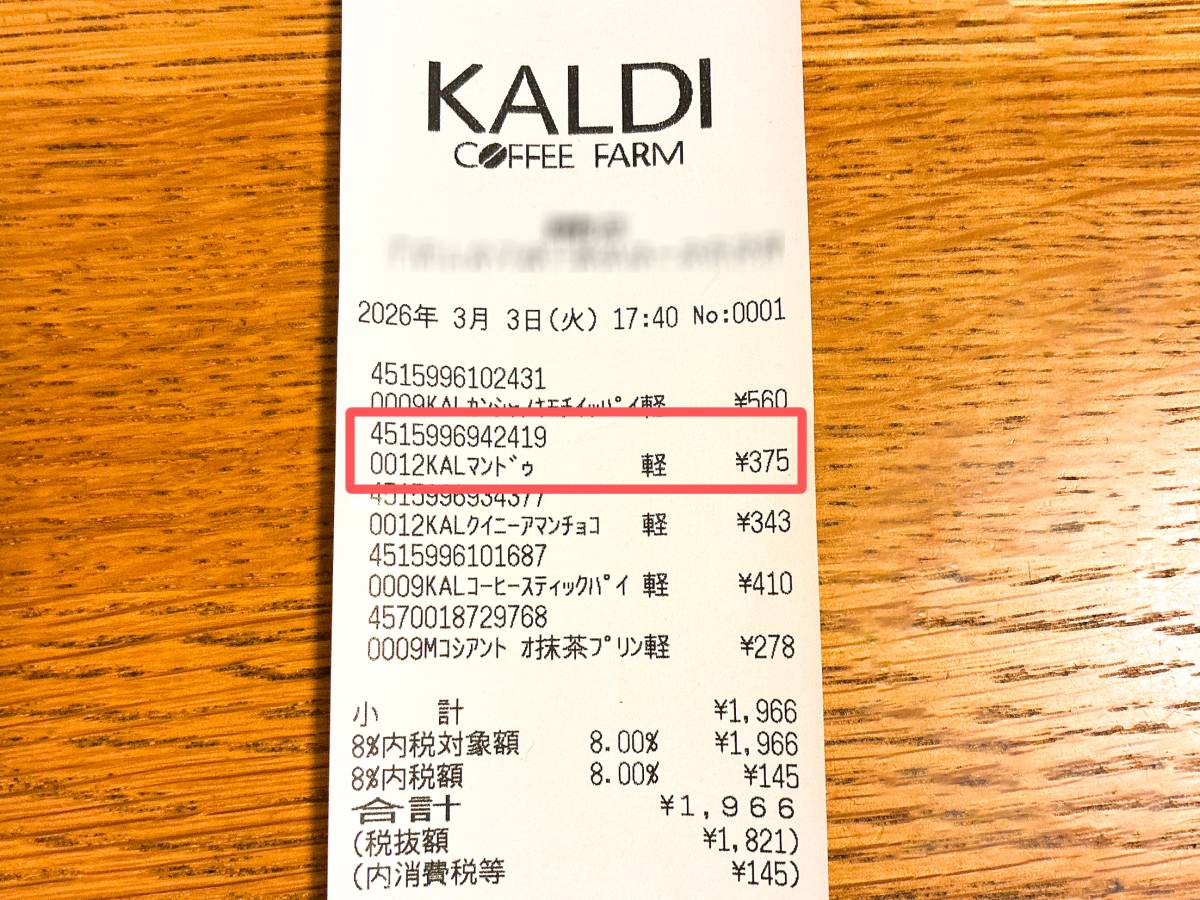 KALDI
COFFEE FARM
2026年 3月 3日(火) 17:40 No:0001
4515996102431
0009KALカンシャノキモチイッパイ軽 ¥560
4515996942419
0012KALマンドゥ 軽 ¥375
4515996934377
0012KALクイニーアマンチョコ 軽 ¥343
4515996101687
0009KALコーヒースティックパイ 軽 ¥410
4570018729768
0009Mコシアント オ抹茶プリン軽 ¥278
小 計 ¥1,966
8%内税対象額 8.00% ¥1,966
8%内税額 8.00% ¥145
合計 ¥1,966
(税抜額 ¥1,821)
(内消費税等 ¥145)